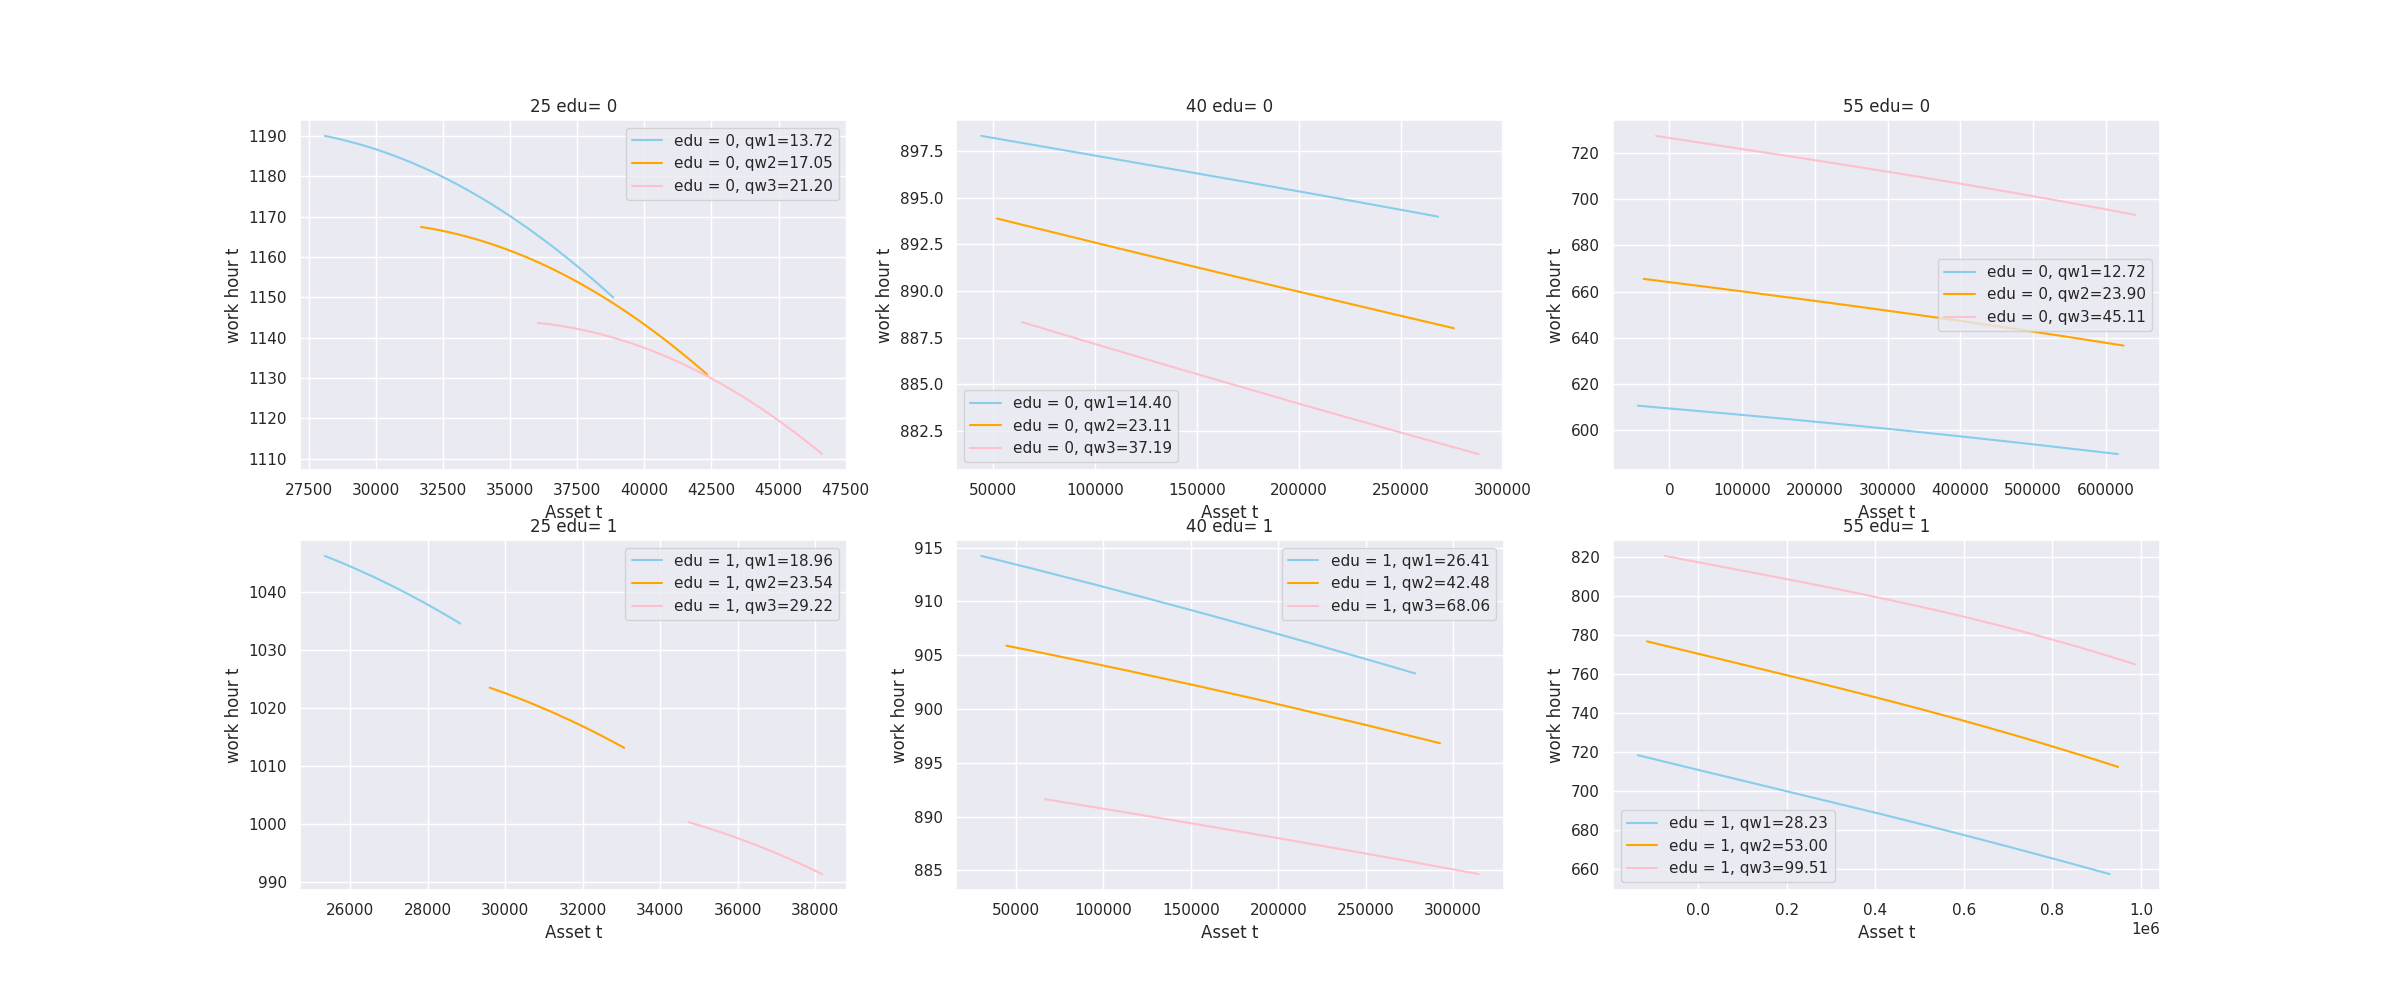 25 edu= 0
work hour t
1190
1180
1170
1160
1150
1140
1130
1120
1110
edu = 0, qw1=13.72
edu = 0, qw2=17.05
edu = 0, qw3=21.20
27500 30000 32500 35000 37500 40000 42500 45000 47500
Asset t
40 edu= 0
work hour t
897.5
895.0
892.5
890.0
887.5
885.0
882.5
edu = 0, qw1=14.40
edu = 0, qw2=23.11
edu = 0, qw3=37.19
50000 100000 150000 200000 250000 300000
Asset t
55 edu= 0
work hour t
720
700
680
660
640
620
600
edu = 0, qw1=12.72
edu = 0, qw2=23.90
edu = 0, qw3=45.11
0 100000 200000 300000 400000 500000 600000
Asset t
25 edu= 1
work hour t
1040
1030
1020
1010
1000
990
edu = 1, qw1=18.96
edu = 1, qw2=23.54
edu = 1, qw3=29.22
26000 28000 30000 32000 34000 36000 38000
Asset t
40 edu= 1
work hour t
915
910
905
900
895
890
885
edu = 1, qw1=26.41
edu = 1, qw2=42.48
edu = 1, qw3=68.06
50000 100000 150000 200000 250000 300000
Asset t
55 edu= 1
work hour t
820
800
780
760
740
720
700
680
660
edu = 1, qw1=28.23
edu = 1, qw2=53.00
edu = 1, qw3=99.51
0.0 0.2 0.4 0.6 0.8 1.0
1e6
Asset t